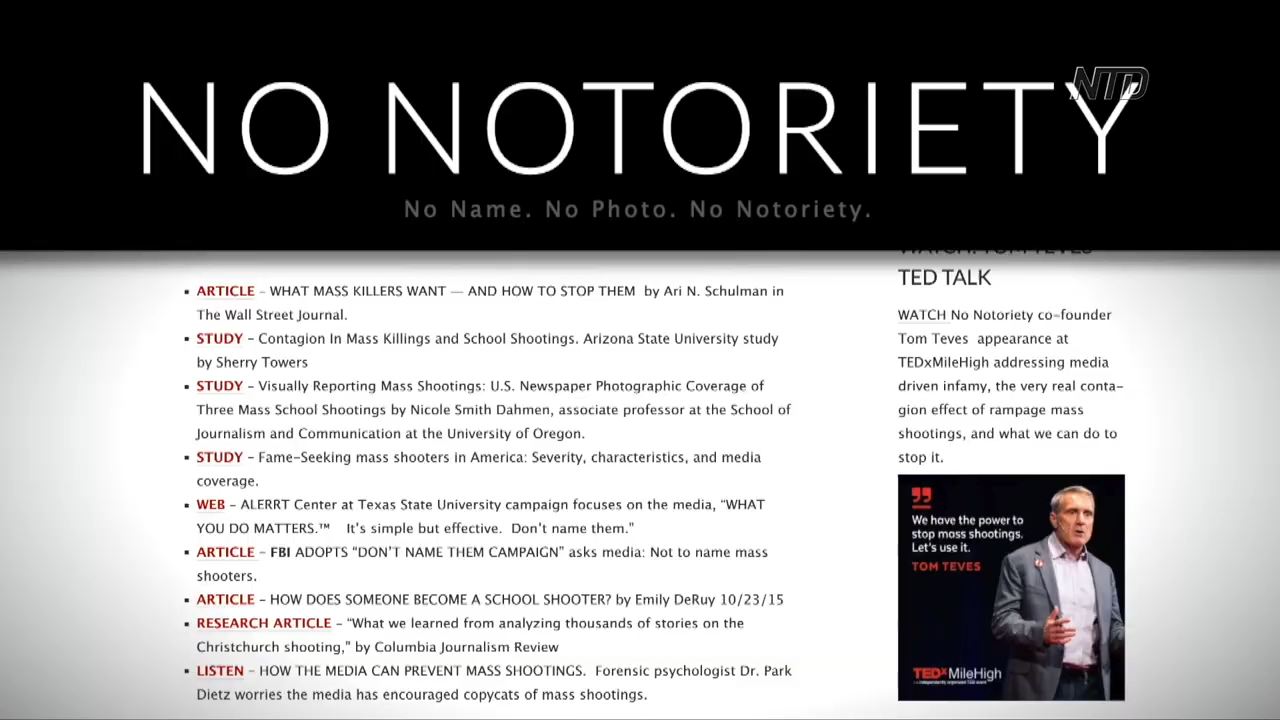 NTD
NO NOTORIETY
No Name. No Photo. No Notoriety.
ARTICLE – WHAT MASS KILLERS WANT — AND HOW TO STOP THEM by Ari N. Schulman in
The Wall Street Journal.
STUDY – Contagion In Mass Killings and School Shootings. Arizona State University study
by Sherry Towers
STUDY – Visually Reporting Mass Shootings: U.S. Newspaper Photographic Coverage of
Three Mass School Shootings by Nicole Smith Dahmen, associate professor at the School of
Journalism and Communication at the University of Oregon.
STUDY – Fame-Seeking mass shooters in America: Severity, characteristics, and media
coverage.
WEB – ALERRT Center at Texas State University campaign focuses on the media, “WHAT
YOU DO MATTERS.™ It’s simple but effective. Don’t name them.”
ARTICLE – FBI ADOPTS “DON’T NAME THEM CAMPAIGN” asks media: Not to name mass
shooters.
ARTICLE – HOW DOES SOMEONE BECOME A SCHOOL SHOOTER? by Emily DeRuy 10/23/15
RESEARCH ARTICLE – “What we learned from analyzing thousands of stories on the
Christchurch shooting,” by Columbia Journalism Review
LISTEN – HOW THE MEDIA CAN PREVENT MASS SHOOTINGS. Forensic psychologist Dr. Park
Dietz worries the media has encouraged copycats of mass shootings.
WATCH: TOM TEVES
TED TALK
WATCH No Notoriety co-founder
Tom Teves appearance at
TEDxMileHigh addressing media
driven infamy, the very real conta-
gion effect of rampage mass
shootings, and what we can do to
stop it.
We have the power to
stop mass shootings.
Let's use it.
TOM TEVES
TEDxMileHigh